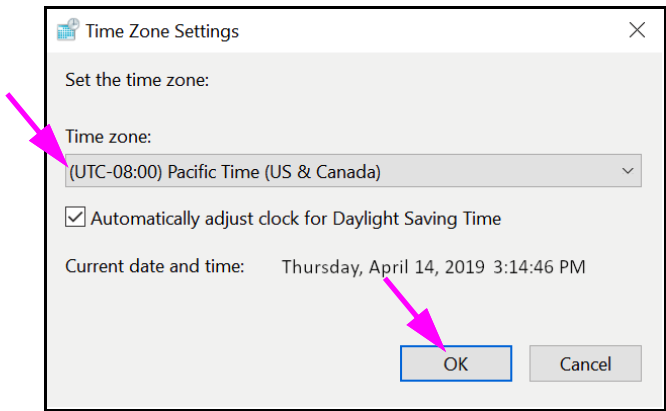 Time Zone Settings
Set the time zone:
Time zone:
(UTC-08:00) Pacific Time (US & Canada)
Automatically adjust clock for Daylight Saving Time
Current date and time: Thursday, April 14, 2019 3:14:46 PM
OK Cancel